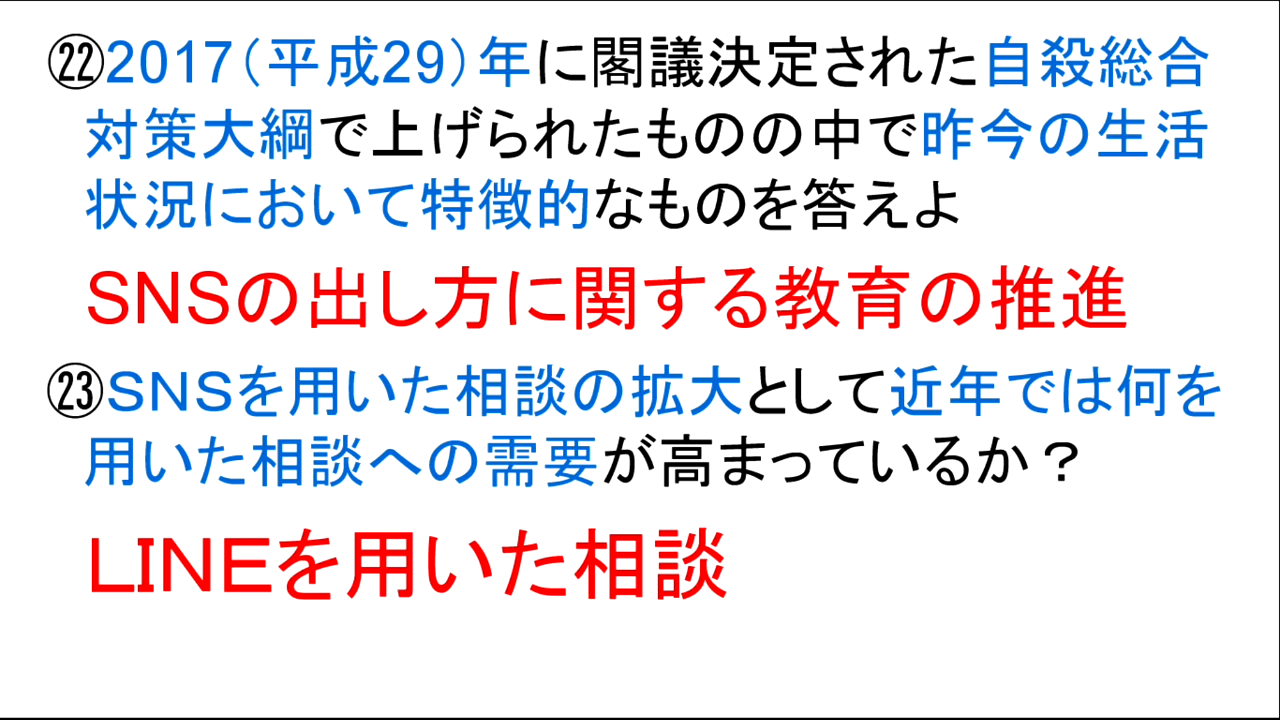 ㉒2017（平成29）年に閣議決定された自殺総合
対策大綱で上げられたものの中で昨今の生活
状況において特徴的なものを答えよ
SNSの出し方に関する教育の推進
㉓ＳＮＳを用いた相談の拡大として近年では何を
用いた相談への需要が高まっているか？
ＬＩＮＥを用いた相談